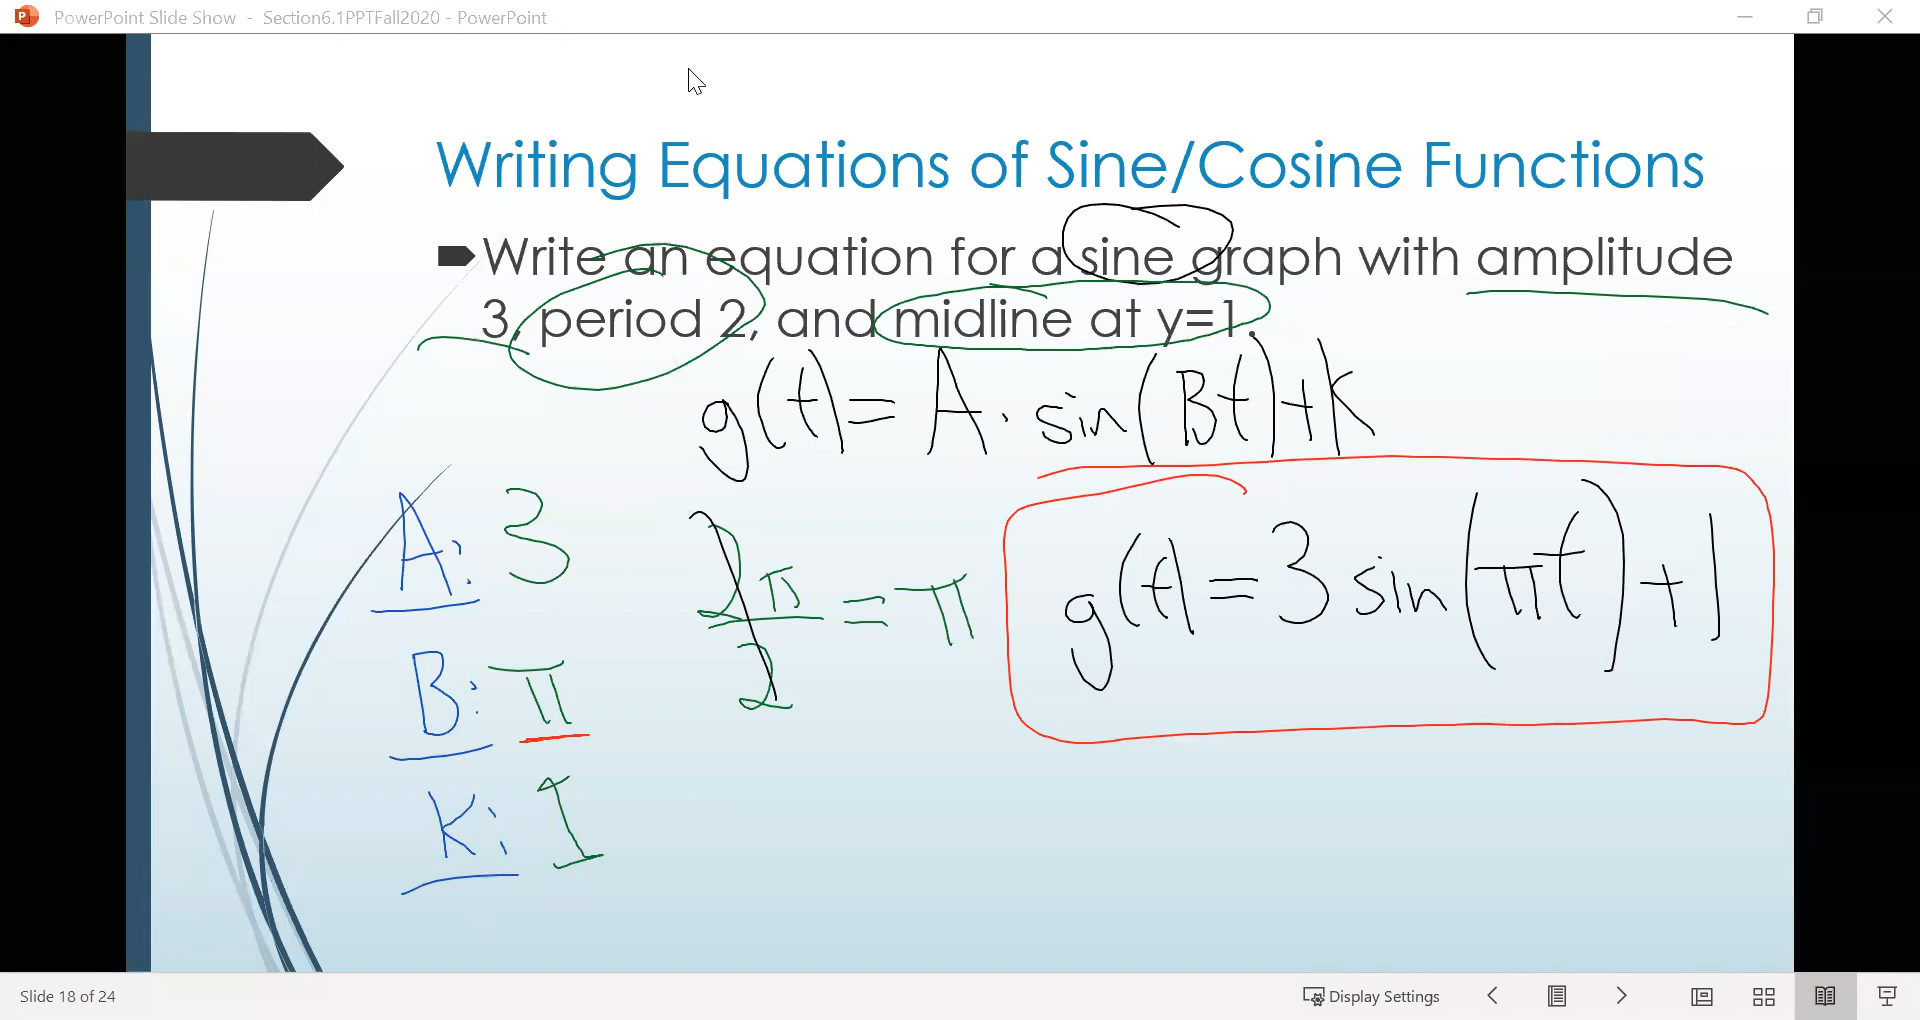 PowerPoint Slide Show - Section6.1PPTFall2020 - PowerPoint
Writing Equations of Sine/Cosine Functions
Write an equation for a sine graph with amplitude
3, period 2, and midline at y=1.
g(t) = A · sin(Bt) + K
A: 3
2π/2 = π
g(t) = 3 sin(πt) + 1
B: π
K: 1
Slide 18 of 24
Display Settings